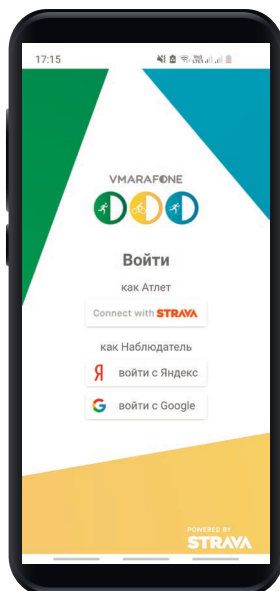 17:15
VMARAFONE
Войти
как Атлет
Connect with STRAVA
как Наблюдатель
Я войти с Яндекс
G войти с Google
POWERED BY
STRAVA